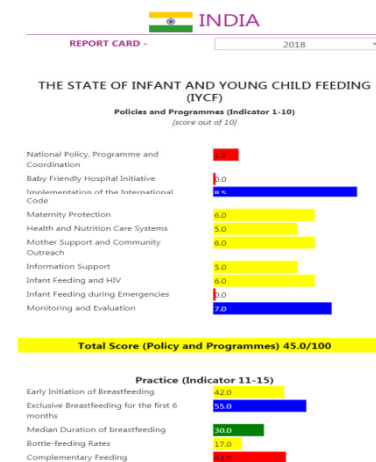 INDIA
REPORT CARD -
2018
THE STATE OF INFANT AND YOUNG CHILD FEEDING
(IYCF)
Policies and Programmes (Indicator 1-10)
[score out of 10]
National Policy, Programme and
Coordination
1.5
Baby Friendly Hospital Initiative
0.0
Implementation of the International
Code
8.5
Maternity Protection
6.0
Health and Nutrition Care Systems
5.0
Mother Support and Community
Outreach
6.0
Information Support
5.0
Infant Feeding and HIV
6.0
Infant Feeding during Emergencies
0.0
Monitoring and Evaluation
7.0
Total Score (Policy and Programmes) 45.0/100
Practice (Indicator 11-15)
Early Initiation of Breastfeeding
42.0
Exclusive Breastfeeding for the first 6
months
55.0
Median Duration of breastfeeding
30.0
Bottle-feeding Rates
17.0
Complementary Feeding
43.0